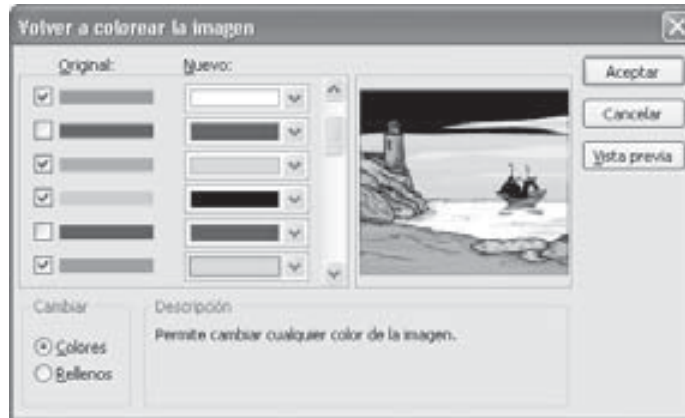 Volver a colorear la imagen
Original:
Nuevo:
Aceptar
Cancelar
Vista previa
Cambiar
Colores
Rellenos
Descripción
Permite cambiar cualquier color de la imagen.